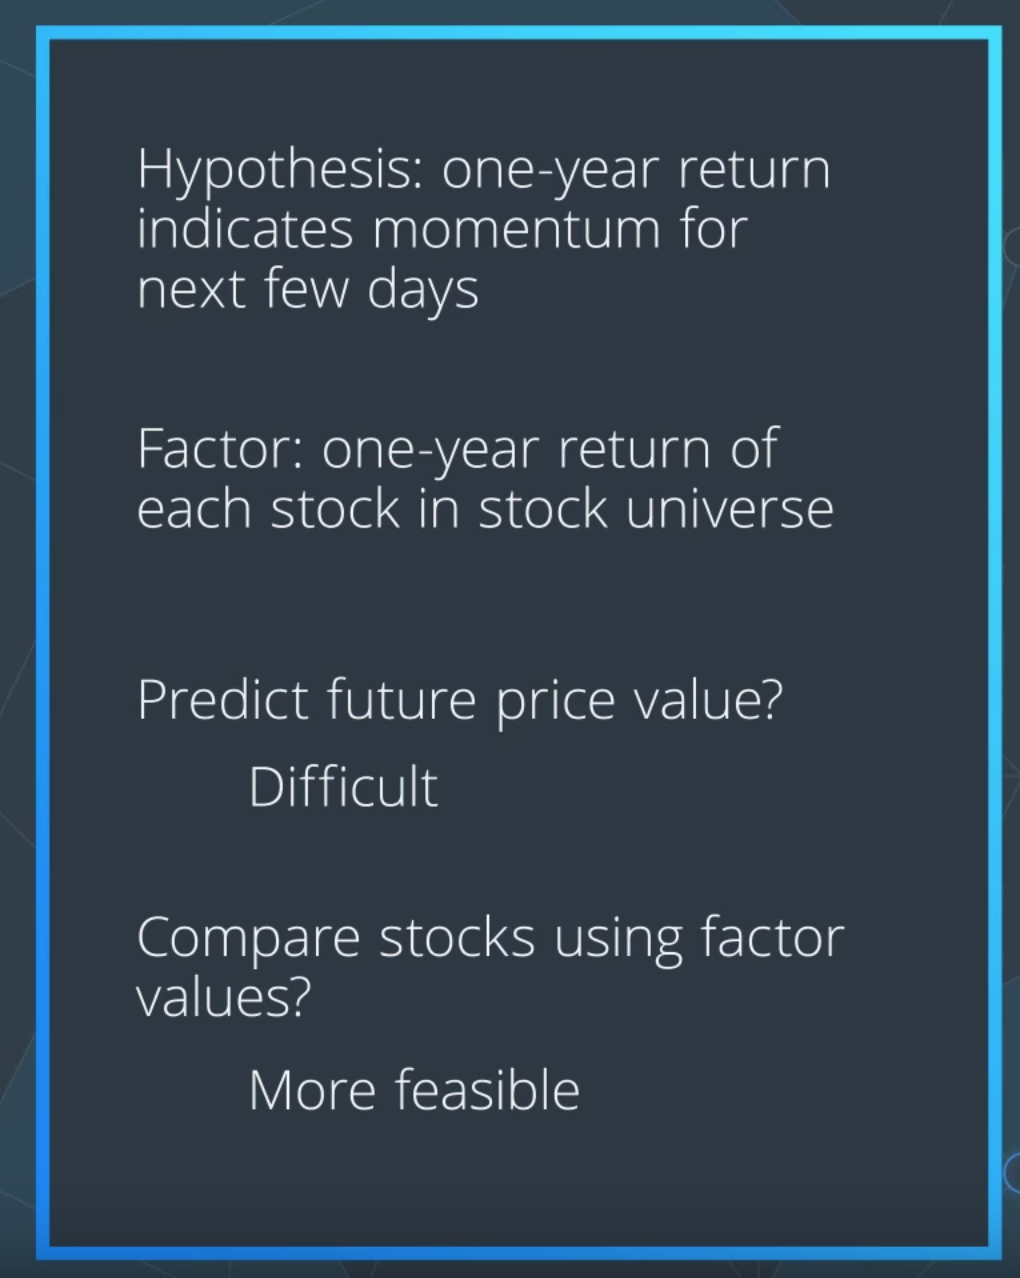 Hypothesis: one-year return
indicates momentum for
next few days
Factor: one-year return of
each stock in stock universe
Predict future price value?
Difficult
Compare stocks using factor
values?
More feasible